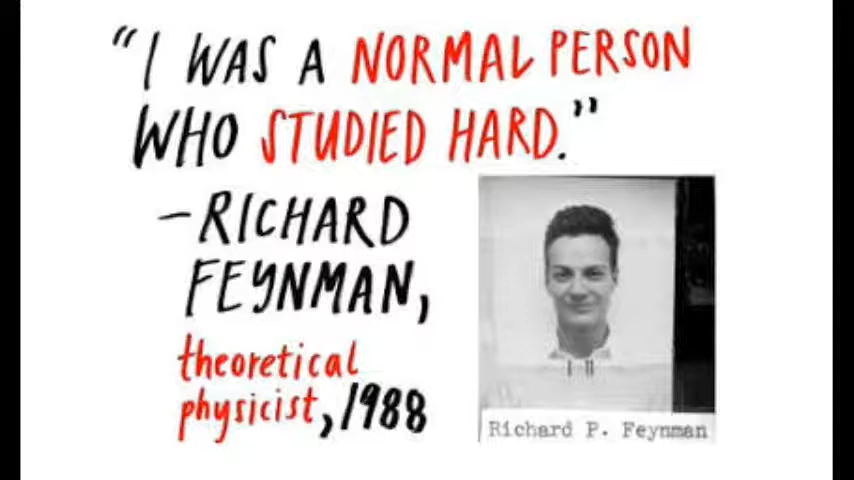 “I WAS A NORMAL PERSON
WHO STUDIED HARD.”
—RICHARD
FEYNMAN,
theoretical
physicist, 1988
Richard P. Feynman